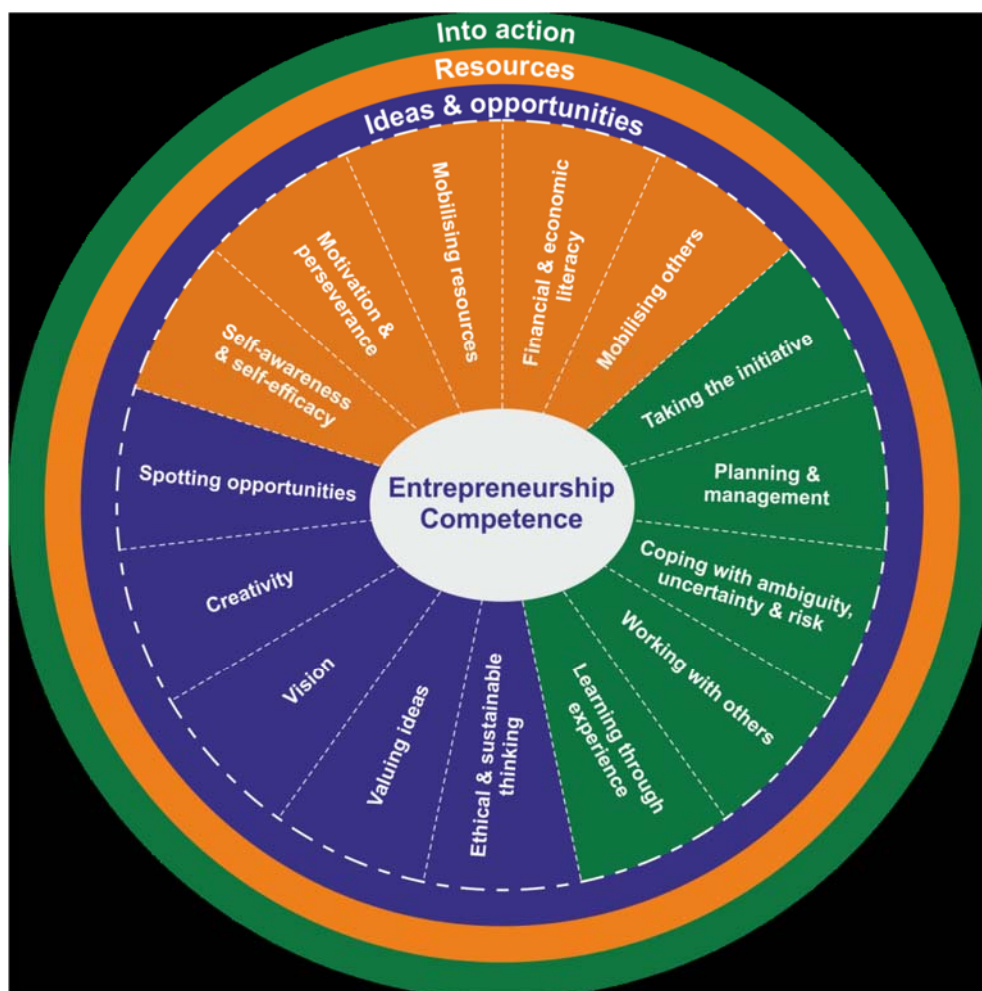 Into action
Resources
Ideas & opportunities
Mobilising resources
Financial & economic
literacy
Mobilising others
Motivation &
perseverance
Self-awareness
& self-efficacy
Taking the initiative
Planning &
management
Coping with ambiguity,
uncertainty & risk
Working with others
Learning through
experience
Ethical & sustainable
thinking
Valuing ideas
Vision
Creativity
Spotting opportunities
Entrepreneurship
Competence